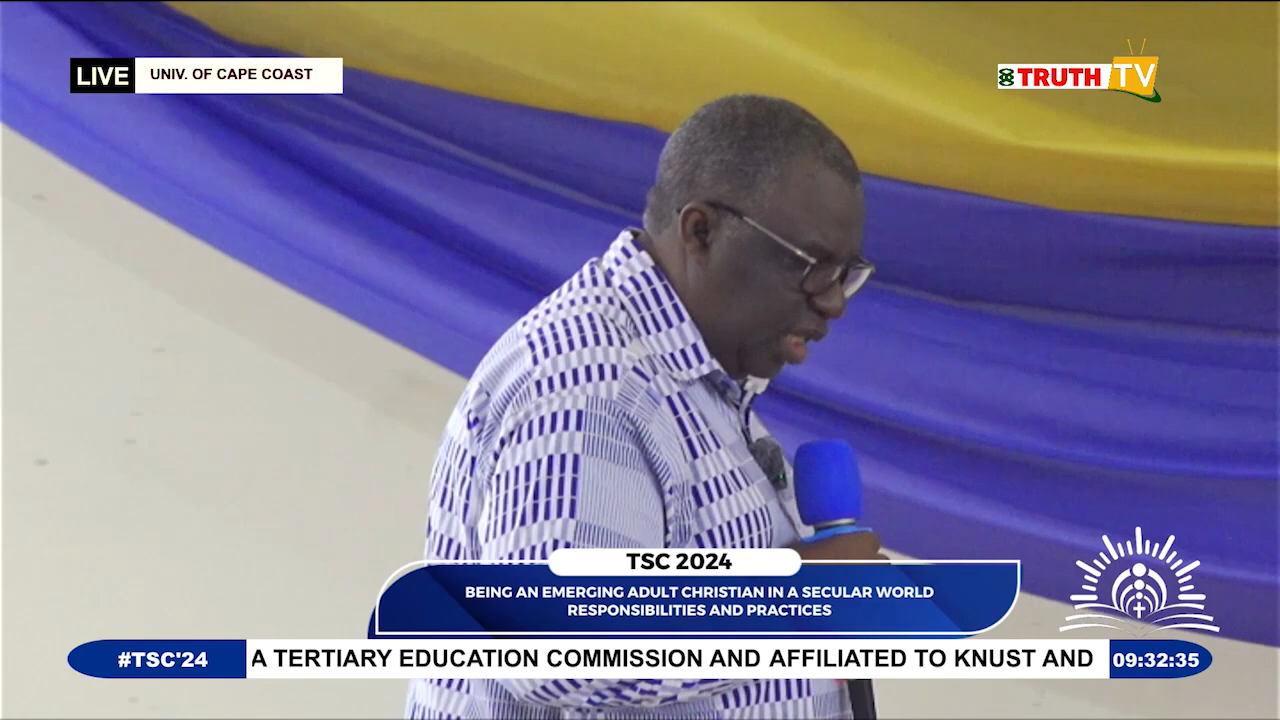 LIVE UNIV. OF CAPE COAST
TRUTH TV
TSC 2024
BEING AN EMERGING ADULT CHRISTIAN IN A SECULAR WORLD
RESPONSIBILITIES AND PRACTICES
#TSC'24 A TERTIARY EDUCATION COMMISSION AND AFFILIATED TO KNUST AND 09:32:35